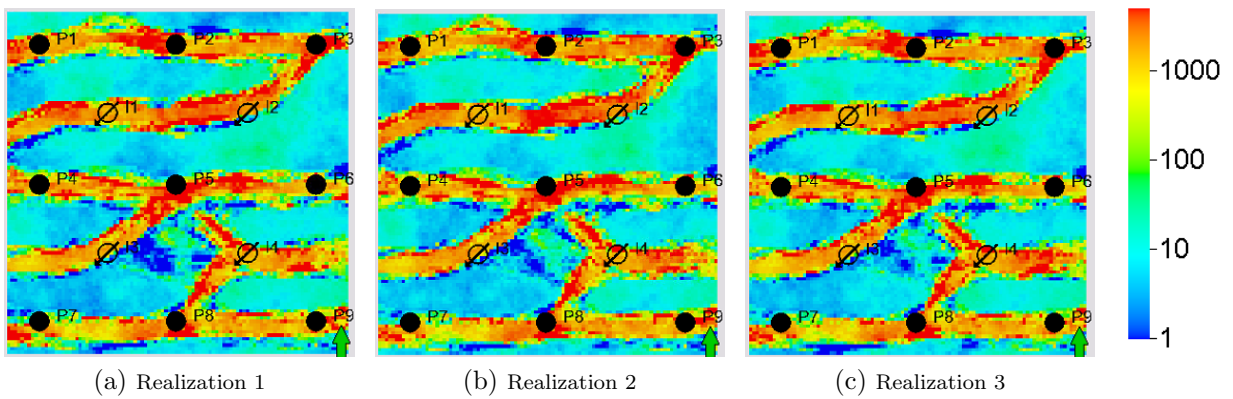 P1 P2 P3
I1 I2
P4 P5 P6
I3 I4
P7 P8 P9
(a) Realization 1
P1 P2 P3
I1 I2
P4 P5 P6
I3 I4
P7 P8 P9
(b) Realization 2
P1 P2 P3
I1 I2
P4 P5 P6
I3 I4
P7 P8 P9
(c) Realization 3
1000
100
10
1